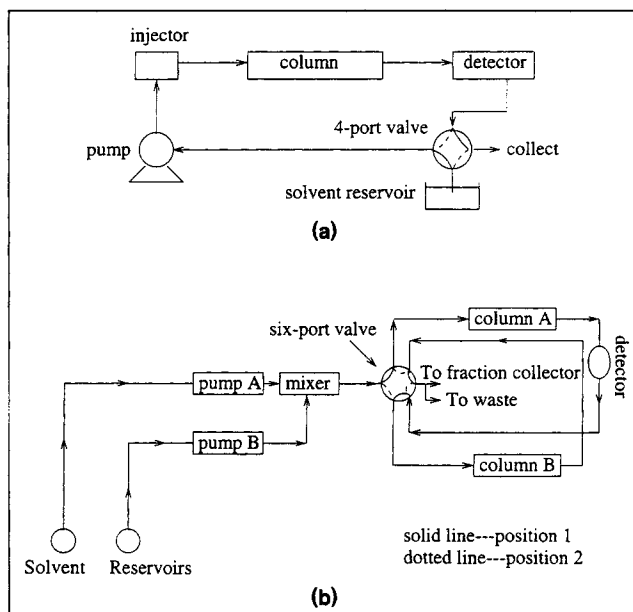 injector
column
detector
4-port valve
pump
collect
solvent reservoir
(a)
six-port valve
column A
detector
To fraction collector
pump A
mixer
To waste
pump B
column B
solid line---position 1
dotted line---position 2
Solvent
Reservoirs
(b)